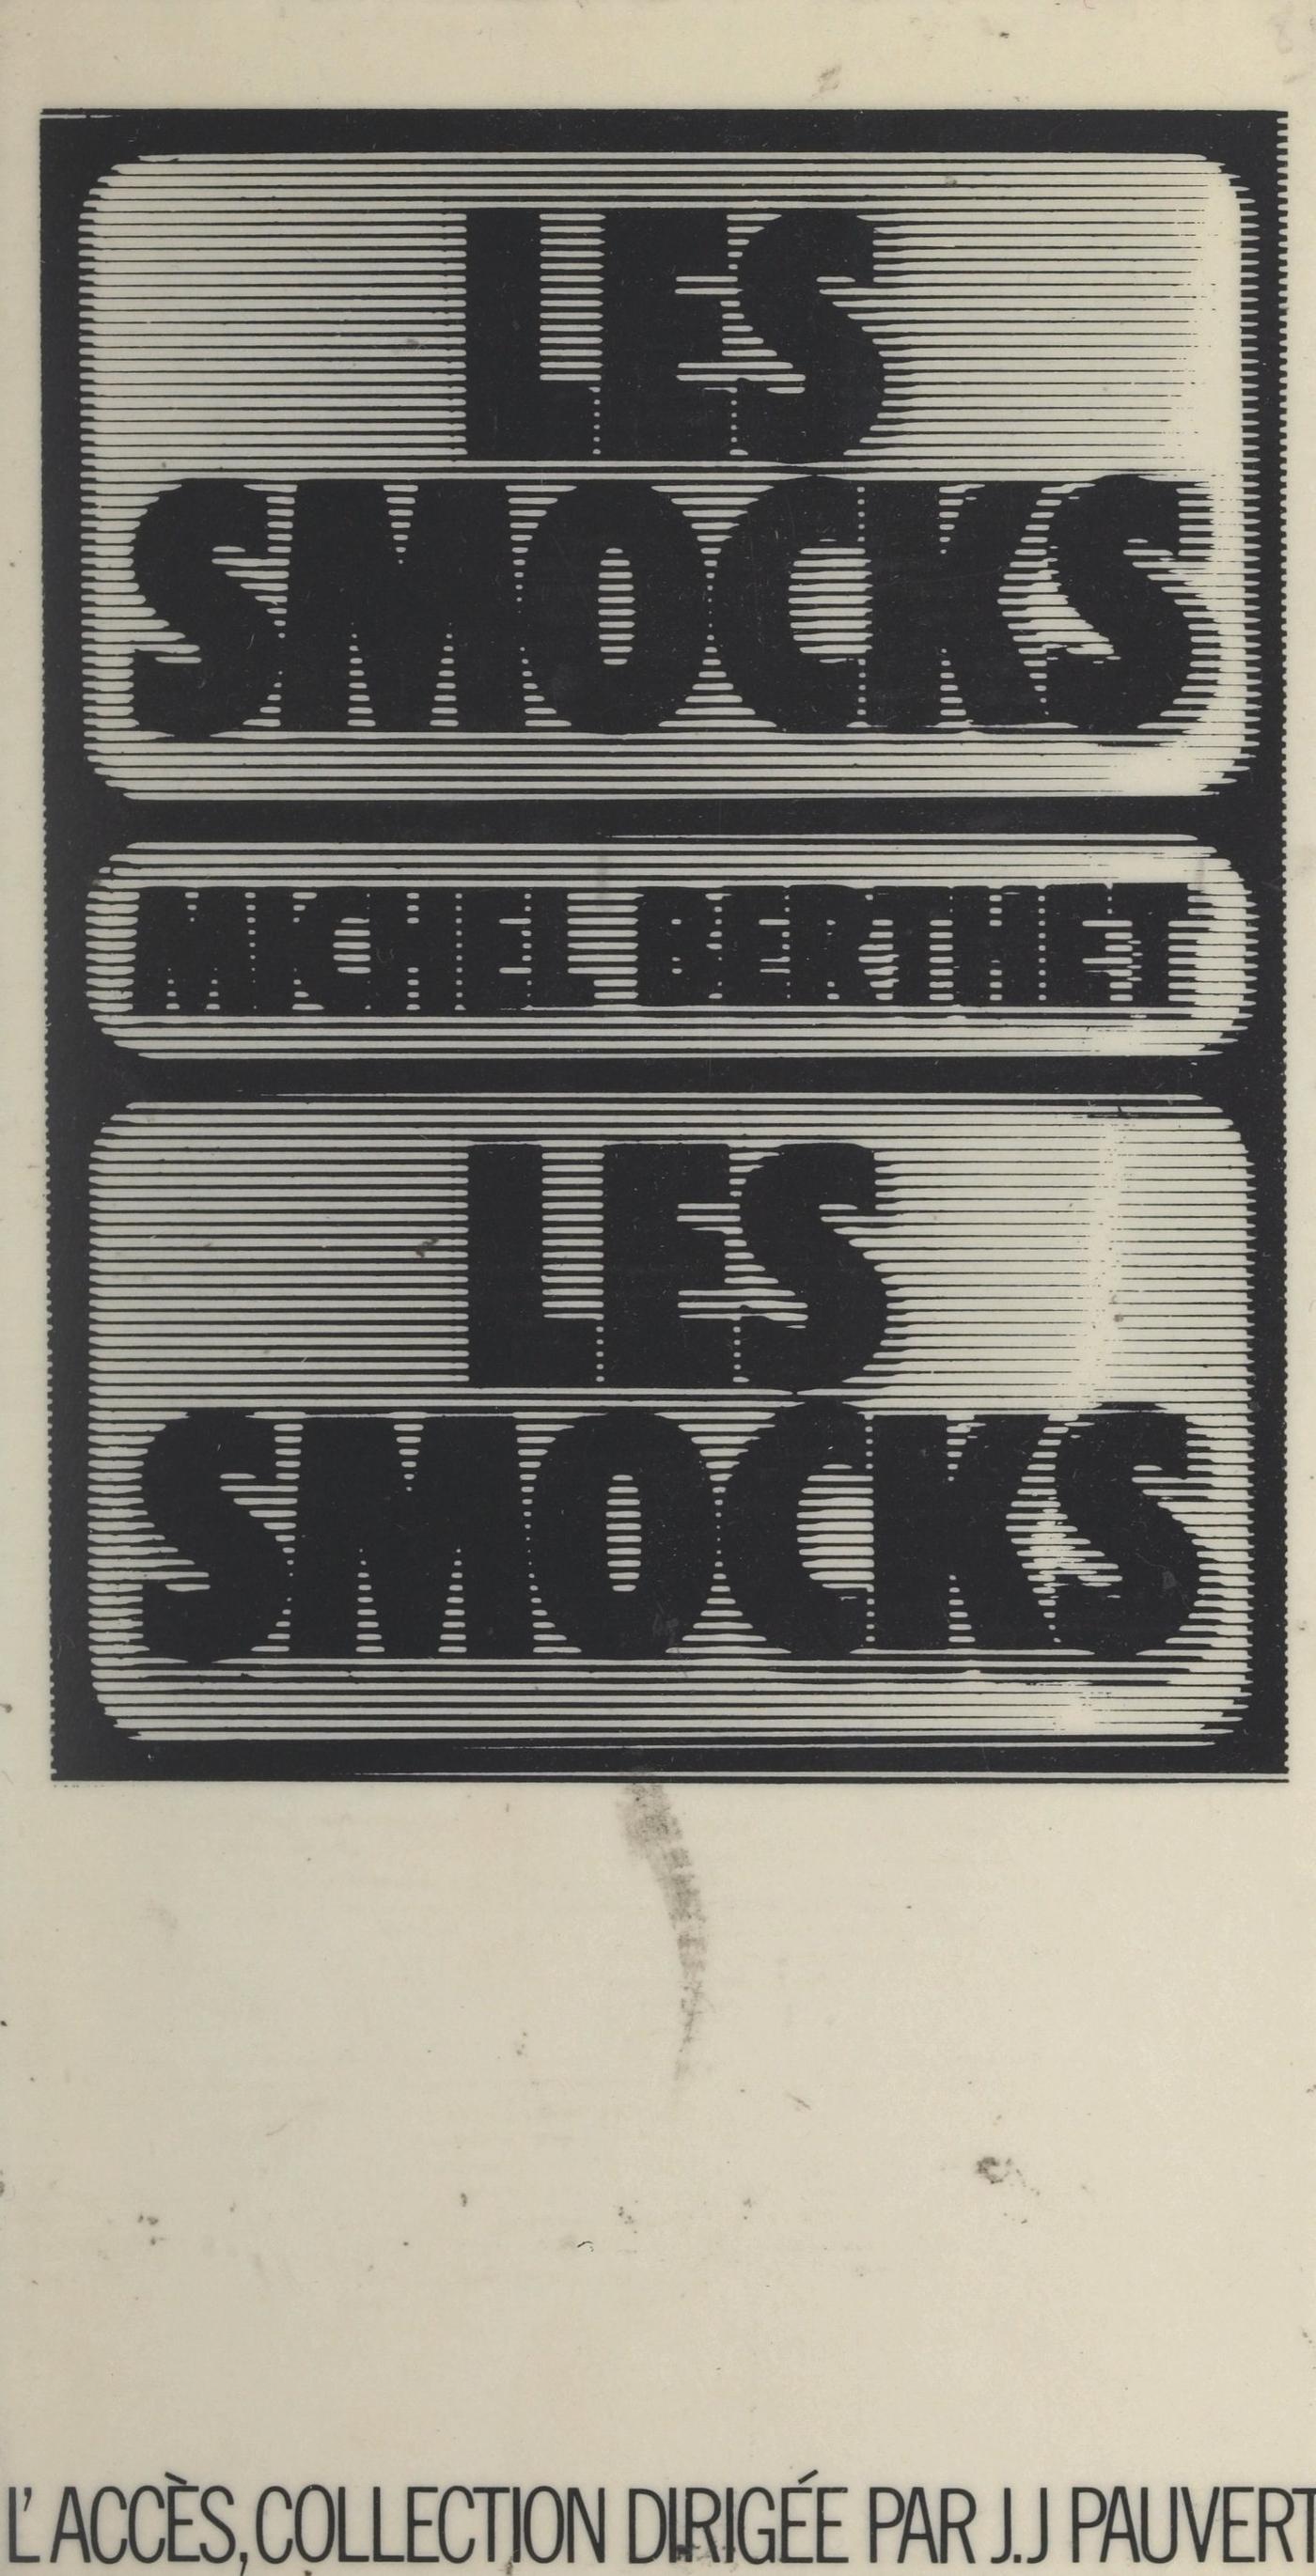 LES
SMOCKS
MICHEL BERTHET
LES
SMOCKS
L'ACCÈS, COLLECTION DIRIGÉE PAR J.J PAUVERT